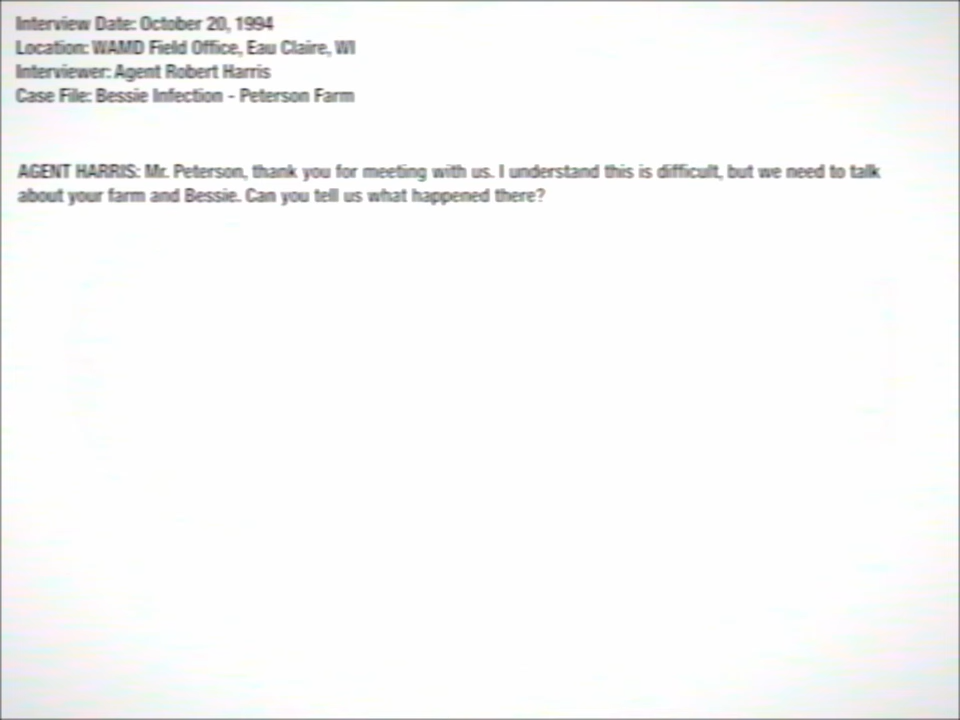 Interview Date: October 20, 1994
Location: WAMD Field Office, Eau Claire, WI
Interviewer: Agent Robert Harris
Case File: Bessie Infection - Peterson Farm
AGENT HARRIS: Mr. Peterson, thank you for meeting with us. I understand this is difficult, but we need to talk
about your farm and Bessie. Can you tell us what happened there?